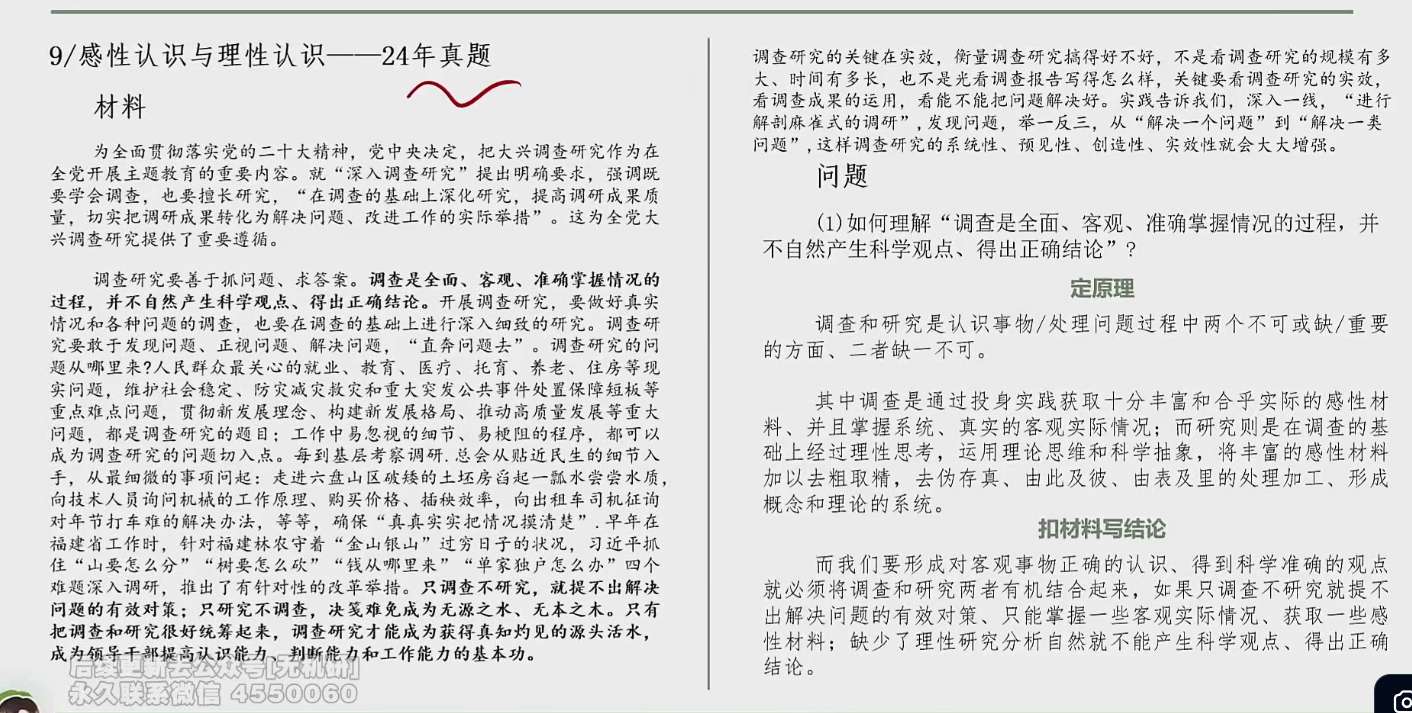 9/感性认识与理性认识——24年真题
材料
为全面贯彻落实党的二十大精神，党中央决定，把大兴调查研究作为在
全党开展主题教育的重要内容。就“深入调查研究”提出明确要求，强调既
要学会调查，也要擅长研究，“在调查的基础上深化研究，提高调研成果质
量，切实把调研成果转化为解决问题、改进工作的实际举措”。这为全党大
兴调查研究提供了重要遵循。
调查研究要善于抓问题、求答案。调查是全面、客观、准确掌握情况的
过程，并不自然产生科学观点、得出正确结论。开展调查研究，要做好真实
情况和各种问题的调查，也要在调查的基础上进行深入细致的研究。调查研
究要敢于发现问题、正视问题、解决问题，“直奔问题去”。调查研究的问
题从哪里来?人民群众最关心的就业、教育、医疗、托育、养老、住房等现
实问题，维护社会稳定、防灾减灾救灾和重大突发公共事件处置保障短板等
重点难点问题，贯彻新发展理念、构建新发展格局、推动高质量发展等重大
问题，都是调查研究的题目；工作中易忽视的细节、易梗阻的程序，都可以
成为调查研究的问题切入点。每到基层考察调研.总会从贴近民生的细节入
手，从最细微的事项问起：走进六盘山区破矮的土坯房舀起一瓢水尝尝水质，
向技术人员询问机械的工作原理、购买价格、插秧效率，向出租车司机征询
对年节打车难的解决办法，等等，确保“真真实实把情况摸清楚”.早年在
福建省工作时，针对福建林农守着“金山银山”过穷日子的状况，习近平抓
住“山要怎么分”“树要怎么砍”“钱从哪里来”“单家独户怎么办”四个
难题深入调研，推出了有针对性的改革举措。只调查不研究，就提不出解决
问题的有效对策；只研究不调查，决笺难免成为无源之水、无本之木。只有
把调查和研究很好统筹起来，调查研究才能成为获得真知灼见的源头活水，
成为领导干部提高认识能力、判断能力和工作能力的基本功。
后续更新去公众号[无机研]
永久联系微信 4550060
调查研究的关键在实效，衡量调查研究搞得好不好，不是看调查研究的规模有多
大、时间有多长，也不是光看调查报告写得怎么样，关键要看调查研究的实效，
看调查成果的运用，看能不能把问题解决好。实践告诉我们，深入一线，“进行
解剖麻雀式的调研”,发现问题，举一反三，从“解决一个问题”到“解决一类
问题”,这样调查研究的系统性、预见性、创造性、实效性就会大大增强。
问题
(1)如何理解“调查是全面、客观、准确掌握情况的过程，并
不自然产生科学观点、得出正确结论”?
定原理
调查和研究是认识事物/处理问题过程中两个不可或缺/重要
的方面、二者缺一不可。
其中调查是通过投身实践获取十分丰富和合乎实际的感性材
料、并且掌握系统、真实的客观实际情况；而研究则是在调查的基
础上经过理性思考，运用理论思维和科学抽象，将丰富的感性材料
加以去粗取精，去伪存真、由此及彼、由表及里的处理加工、形成
概念和理论的系统。
扣材料写结论
而我们要形成对客观事物正确的认识、得到科学准确的观点
就必须将调查和研究两者有机结合起来，如果只调查不研究就提不
出解决问题的有效对策、只能掌握一些客观实际情况、获取一些感
性材料；缺少了理性研究分析自然就不能产生科学观点、得出正确
结论。